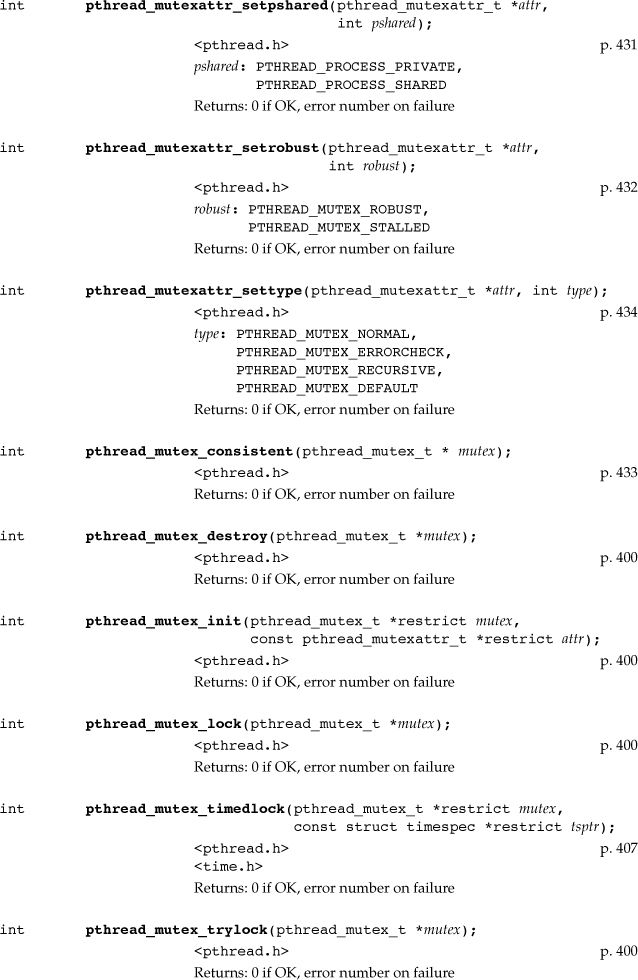 int pthread_mutexattr_setpshared(pthread_mutexattr_t *attr,
int pshared);
<pthread.h> p. 431
pshared: PTHREAD_PROCESS_PRIVATE,
PTHREAD_PROCESS_SHARED
Returns: 0 if OK, error number on failure
int pthread_mutexattr_setrobust(pthread_mutexattr_t *attr,
int robust);
<pthread.h> p. 432
robust: PTHREAD_MUTEX_ROBUST,
PTHREAD_MUTEX_STALLED
Returns: 0 if OK, error number on failure
int pthread_mutexattr_settype(pthread_mutexattr_t *attr, int type);
<pthread.h> p. 434
type: PTHREAD_MUTEX_NORMAL,
PTHREAD_MUTEX_ERRORCHECK,
PTHREAD_MUTEX_RECURSIVE,
PTHREAD_MUTEX_DEFAULT
Returns: 0 if OK, error number on failure
int pthread_mutex_consistent(pthread_mutex_t * mutex);
<pthread.h> p. 433
Returns: 0 if OK, error number on failure
int pthread_mutex_destroy(pthread_mutex_t *mutex);
<pthread.h> p. 400
Returns: 0 if OK, error number on failure
int pthread_mutex_init(pthread_mutex_t *restrict mutex,
const pthread_mutexattr_t *restrict attr);
<pthread.h> p. 400
Returns: 0 if OK, error number on failure
int pthread_mutex_lock(pthread_mutex_t *mutex);
<pthread.h> p. 400
Returns: 0 if OK, error number on failure
int pthread_mutex_timedlock(pthread_mutex_t *restrict mutex,
const struct timespec *restrict tsptr);
<pthread.h> p. 407
<time.h>
Returns: 0 if OK, error number on failure
int pthread_mutex_trylock(pthread_mutex_t *mutex);
<pthread.h> p. 400
Returns: 0 if OK, error number on failure